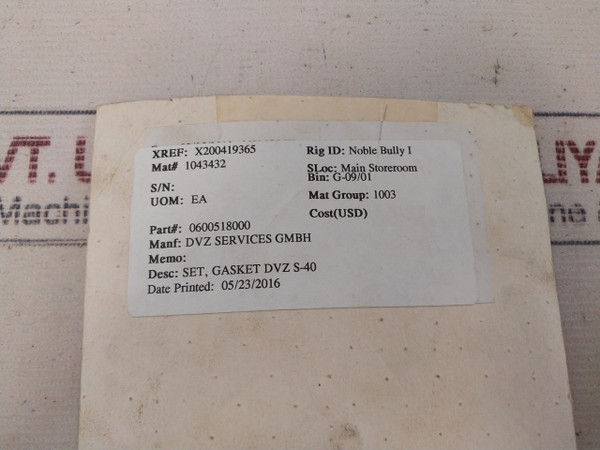 XREF: X200419365 Rig ID: Noble Bully I
Mat# 1043432 SLoc: Main Storeroom
Bin: G-09/01
S/N:
UOM: EA Mat Group: 1003
Cost(USD)
Part#: 0600518000
Manf: DVZ SERVICES GMBH
Memo:
Desc: SET, GASKET DVZ S-40
Date Printed: 05/23/2016
VT.
Machin